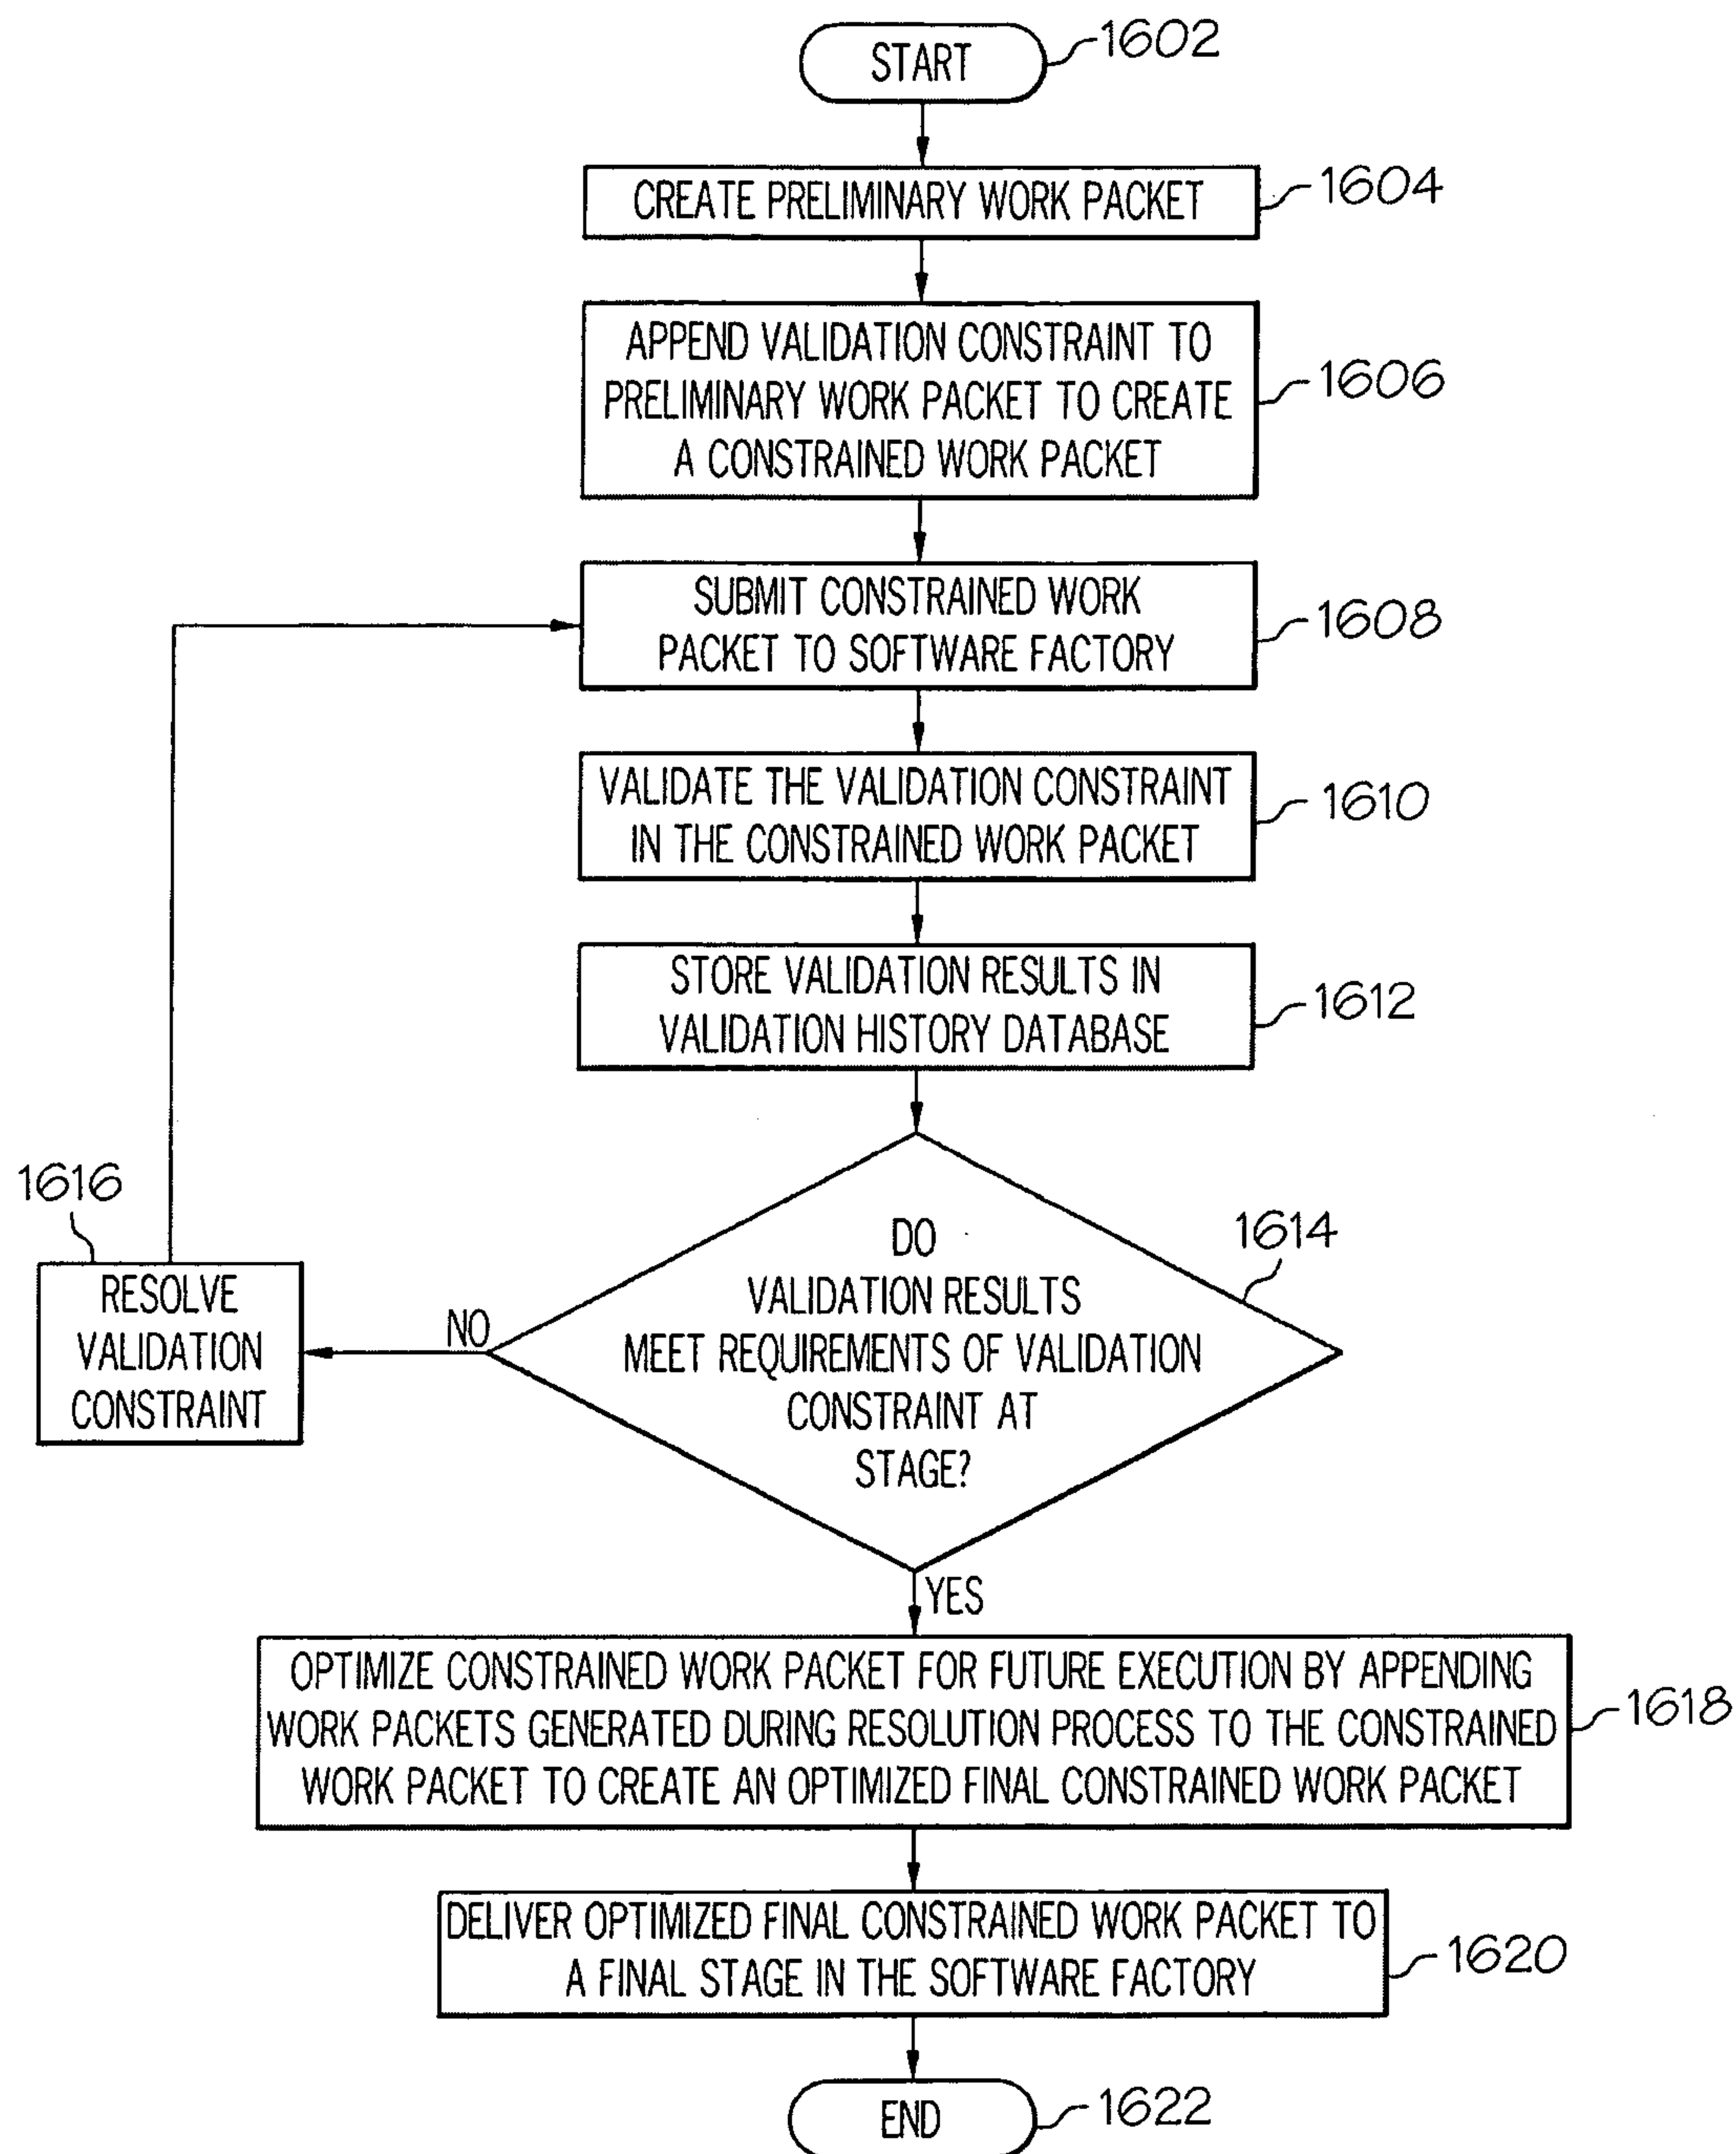 START
1602
CREATE PRELIMINARY WORK PACKET
1604
APPEND VALIDATION CONSTRAINT TO
PRELIMINARY WORK PACKET TO CREATE
A CONSTRAINED WORK PACKET
1606
SUBMIT CONSTRAINED WORK
PACKET TO SOFTWARE FACTORY
1608
VALIDATE THE VALIDATION CONSTRAINT
IN THE CONSTRAINED WORK PACKET
1610
STORE VALIDATION RESULTS IN
VALIDATION HISTORY DATABASE
1612
DO
VALIDATION RESULTS
MEET REQUIREMENTS OF VALIDATION
CONSTRAINT AT
STAGE?
1614
NO
1616
RESOLVE
VALIDATION
CONSTRAINT
YES
OPTIMIZE CONSTRAINED WORK PACKET FOR FUTURE EXECUTION BY APPENDING
WORK PACKETS GENERATED DURING RESOLUTION PROCESS TO THE CONSTRAINED
WORK PACKET TO CREATE AN OPTIMIZED FINAL CONSTRAINED WORK PACKET
1618
DELIVER OPTIMIZED FINAL CONSTRAINED WORK PACKET TO
A FINAL STAGE IN THE SOFTWARE FACTORY
1620
END
1622